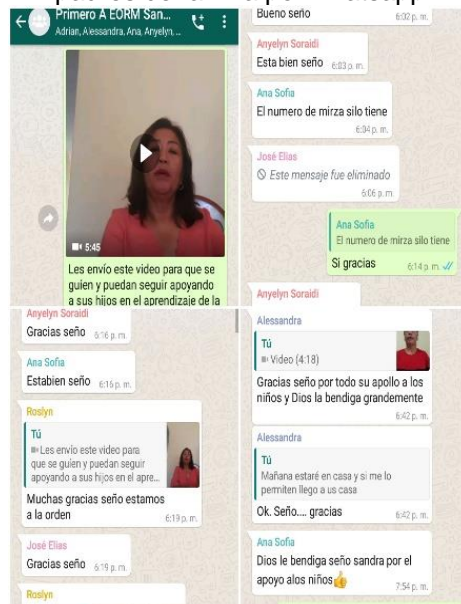 Primero A EORM San...
Adrian, Alessandra, Ana, Anyelyn, ...
5:45
Les envío este video para que se
guien y puedan seguir apoyando
a sus hijos en el aprendizaje de la
Bueno seño 6:02 p. m.
Anyelyn Soraidi
Esta bien seño 6:03 p. m.
Ana Sofia
El numero de mirza silo tiene
6:04 p. m.
José Elias
Este mensaje fue eliminado
6:06 p. m.
Ana Sofia
El numero de mirza silo tiene
Si gracias 6:14 p. m.
Anyelyn Soraidi
Anyelyn Soraidi
Gracias seño 6:16 p. m.
Ana Sofia
Estabien seño 6:16 p. m.
Roslyn
Tú
Les envío este video para
que se guien y puedan seguir
apoyando a sus hijos en el apre...
Muchas gracias seño estamos
a la orden 6:19 p. m.
José Elias
Gracias seño 6:19 p. m.
Roslyn
Alessandra
Tú
Video (4:18)
Gracias seño por todo su apollo a los
niños y Dios la bendiga grandemente
6:42 p. m.
Alessandra
Tú
Mañana estaré en casa y si me lo
permiten llego a us casa
Ok. Seño.... gracias 6:42 p. m.
Ana Sofia
Dios le bendiga seño sandra por el
apoyo alos niños👍 7:54 p. m.